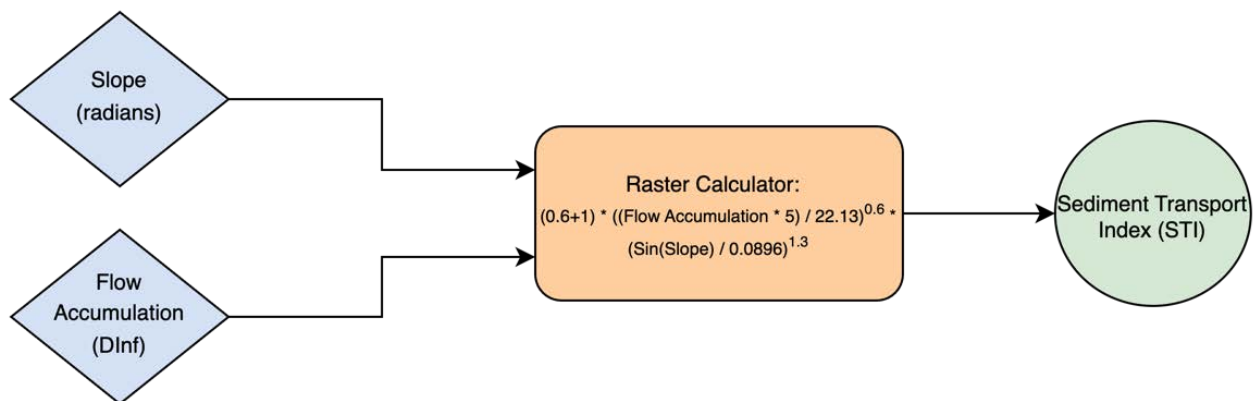 Slope
(radians)
Flow
Accumulation
(DInf)
Raster Calculator:
(0.6+1) * ((Flow Accumulation * 5) / 22.13)^0.6 *
(Sin(Slope) / 0.0896)^1.3
Sediment Transport
Index (STI)